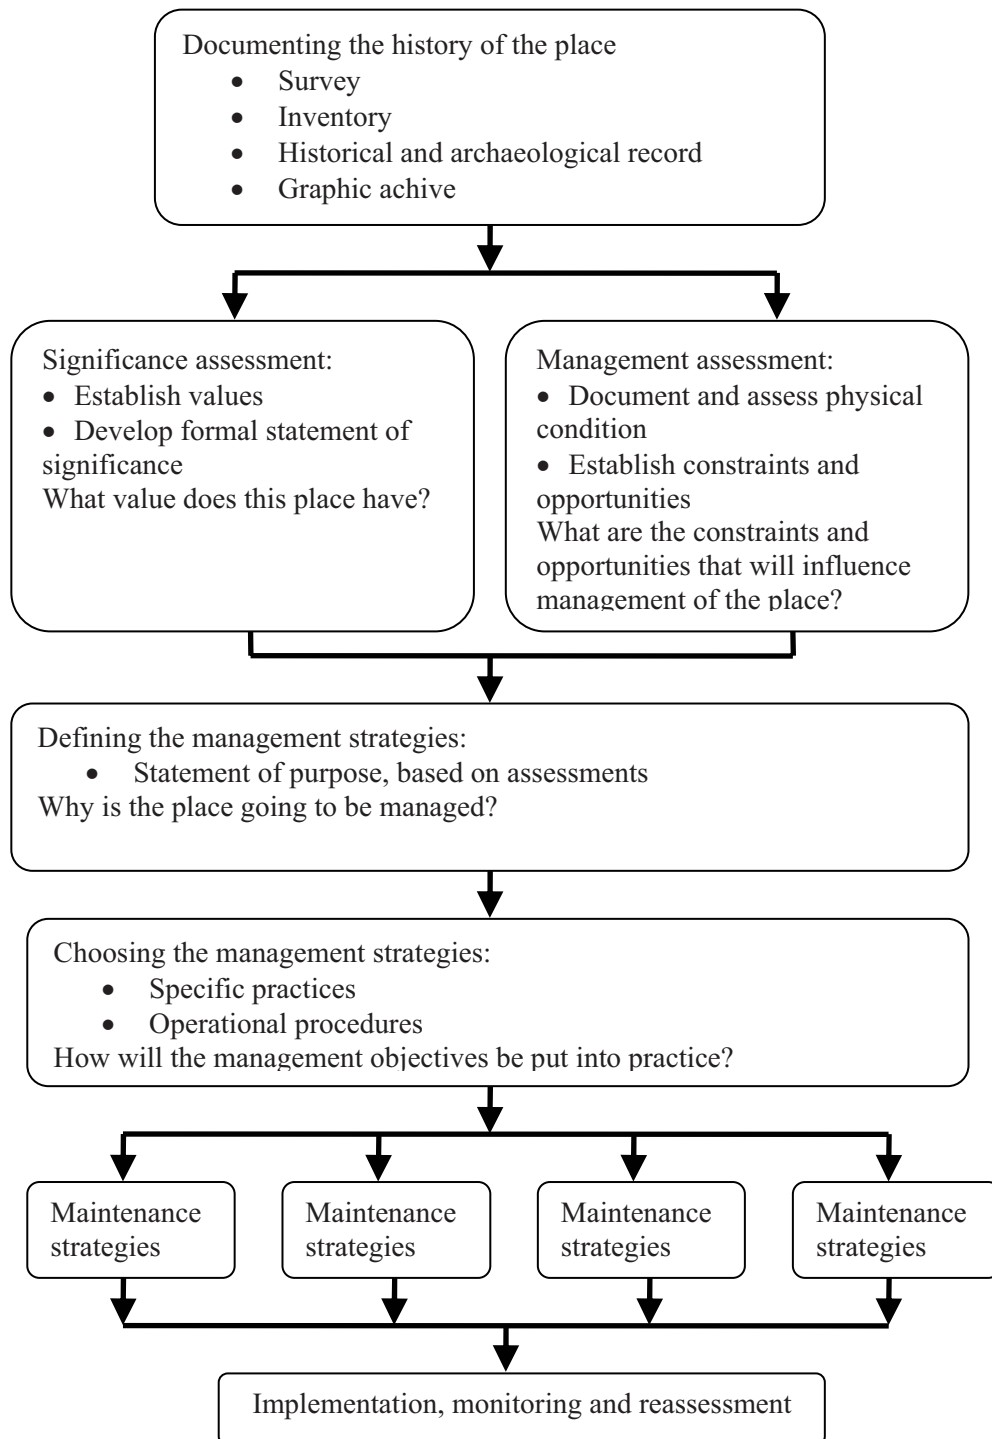 Documenting the history of the place
• Survey
• Inventory
• Historical and archaeological record
• Graphic achive
Significance assessment:
• Establish values
• Develop formal statement of
significance
What value does this place have?
Management assessment:
• Document and assess physical
condition
• Establish constraints and
opportunities
What are the constraints and
opportunities that will influence
management of the place?
Defining the management strategies:
• Statement of purpose, based on assessments
Why is the place going to be managed?
Choosing the management strategies:
• Specific practices
• Operational procedures
How will the management objectives be put into practice?
Maintenance
strategies
Maintenance
strategies
Maintenance
strategies
Maintenance
strategies
Implementation, monitoring and reassessment